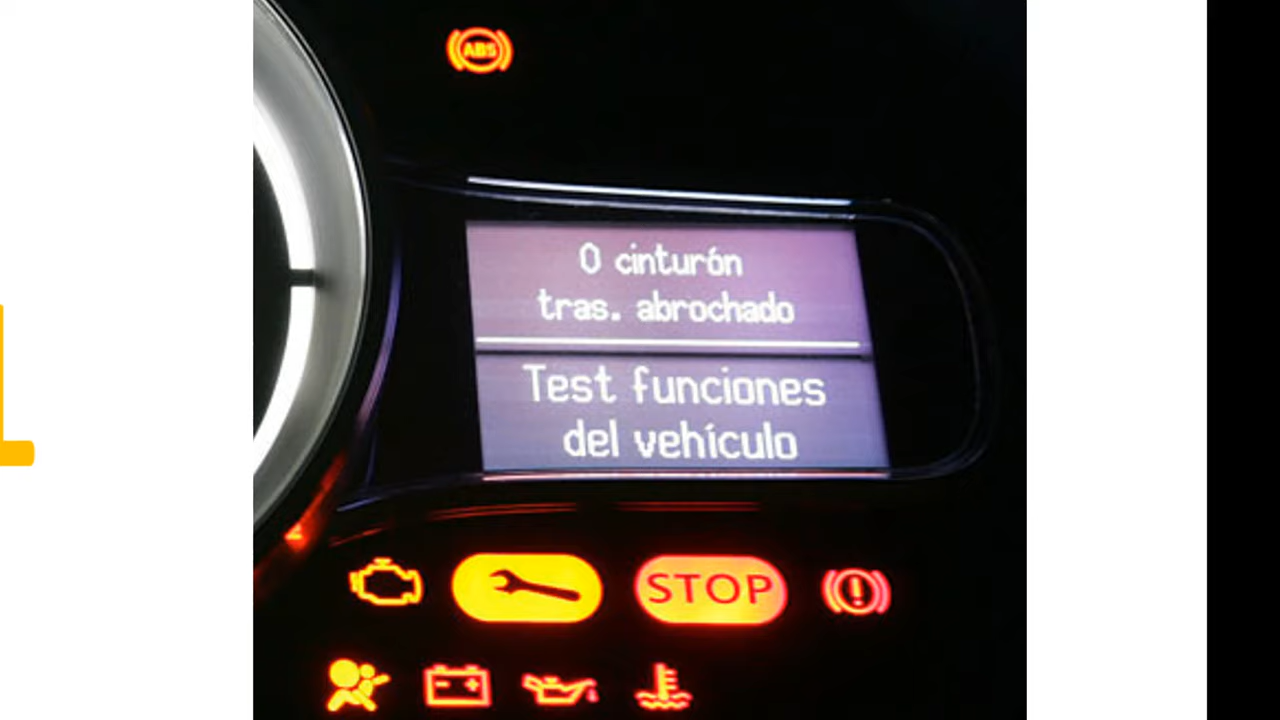 ABS
0 cinturón
tras. abrochado
Test funciones
del vehículo
STOP